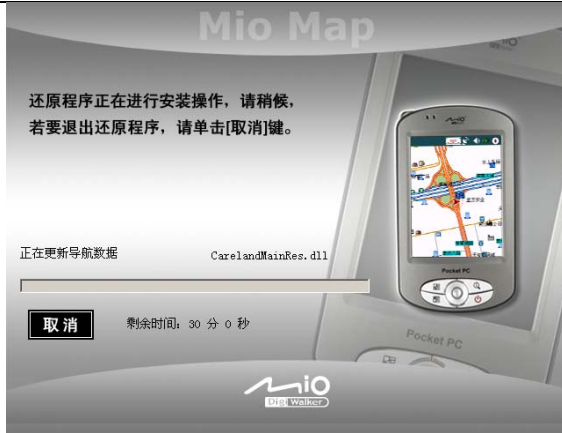 Mio Map
还原程序正在进行安装操作，请稍候，
若要退出还原程序，请单击[取消]键。
正在更新导航数据
CarelandMainRes.dll
取消
剩余时间：30 分 0 秒
Mio
Pocket PC
Pocket PC
Mio
DigiWalker